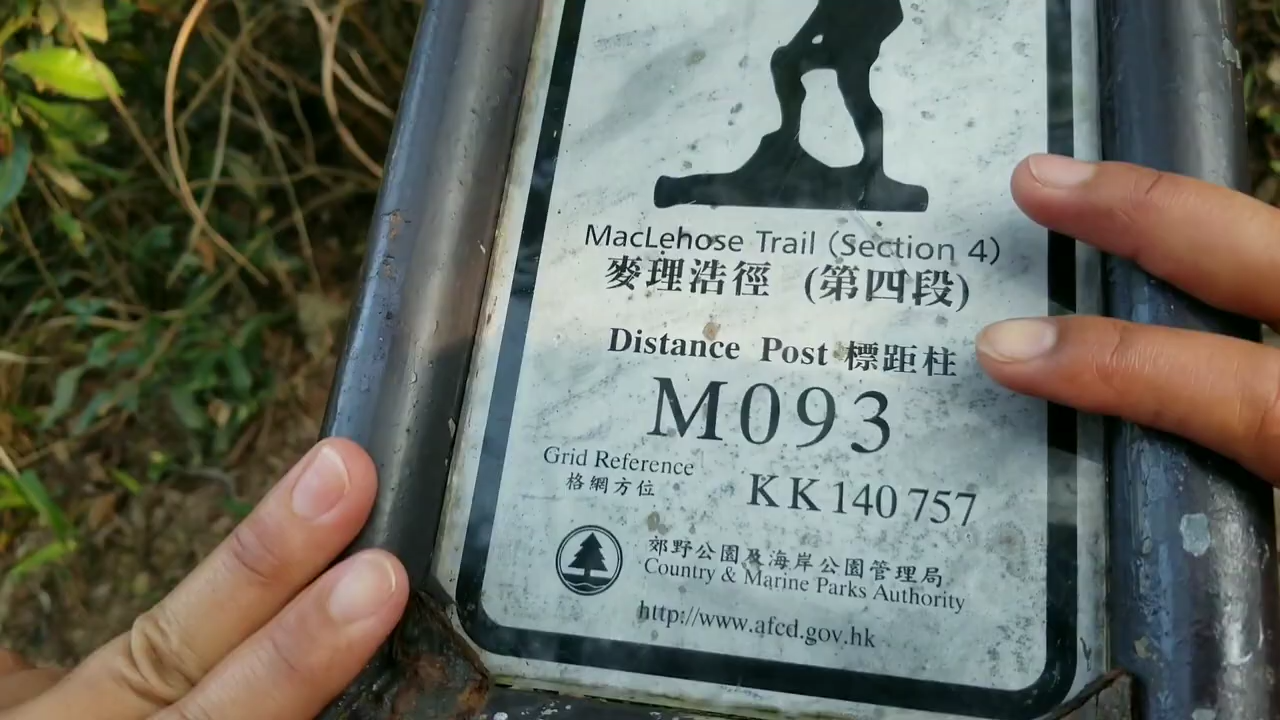 MacLehose Trail (Section 4)
麥理浩徑 (第四段)
Distance Post 標距柱
M093
Grid Reference
格網方位
KK 140 757
郊野公園及海岸公園管理局
Country & Marine Parks Authority
http://www.afcd.gov.hk